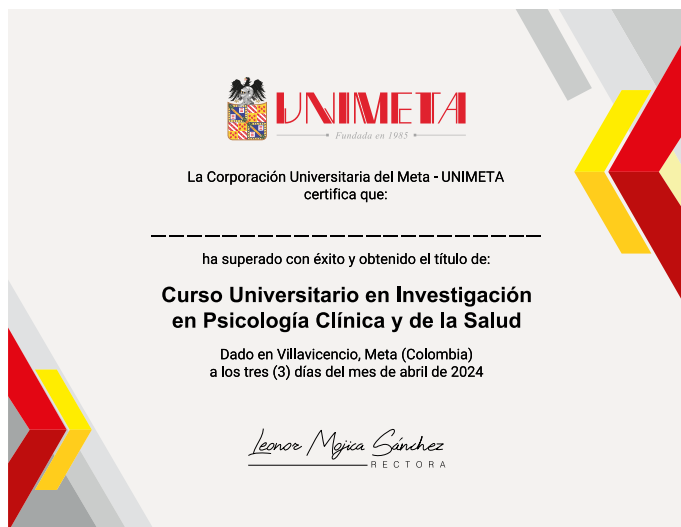 UNIMETA
Fundada en 1985
La Corporación Universitaria del Meta - UNIMETA
certifica que:
ha superado con éxito y obtenido el título de:
Curso Universitario en Investigación
en Psicología Clínica y de la Salud
Dado en Villavicencio, Meta (Colombia)
a los tres (3) días del mes de abril de 2024
Leonor Mojica Sánchez
RECTORA